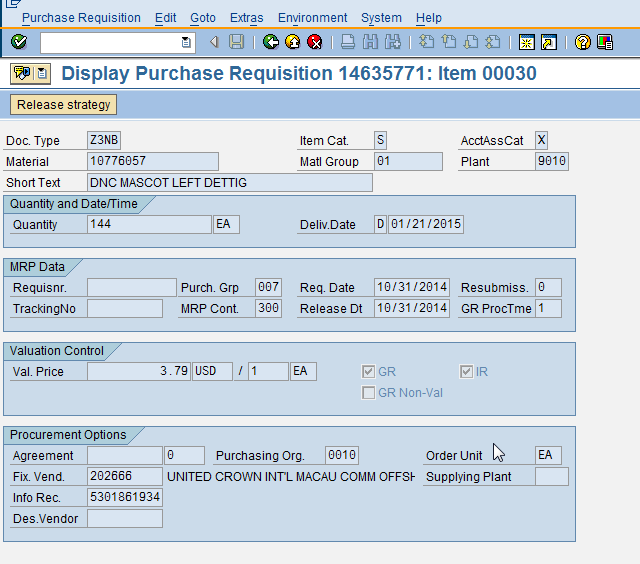 Purchase Requisition Edit Goto Extras Environment System Help
Display Purchase Requisition 14635771: Item 00030
Release strategy
Doc. Type Z3NB Item Cat. S AcctAssCat X
Material 10776057 Matl Group 01 Plant 9010
Short Text DNC MASCOT LEFT DETTIG
Quantity and Date/Time
Quantity 144 EA Deliv.Date D 01/21/2015
MRP Data
Requisnr. Purch. Grp 007 Req. Date 10/31/2014 Resubmiss. 0
TrackingNo MRP Cont. 300 Release Dt 10/31/2014 GR ProcTme 1
Valuation Control
Val. Price 3.79 USD / 1 EA GR IR
GR Non-Val
Procurement Options
Agreement 0 Purchasing Org. 0010 Order Unit EA
Fix. Vend. 202666 UNITED CROWN INT'L MACAU COMM OFFSH Supplying Plant
Info Rec. 5301861934
Des.Vendor